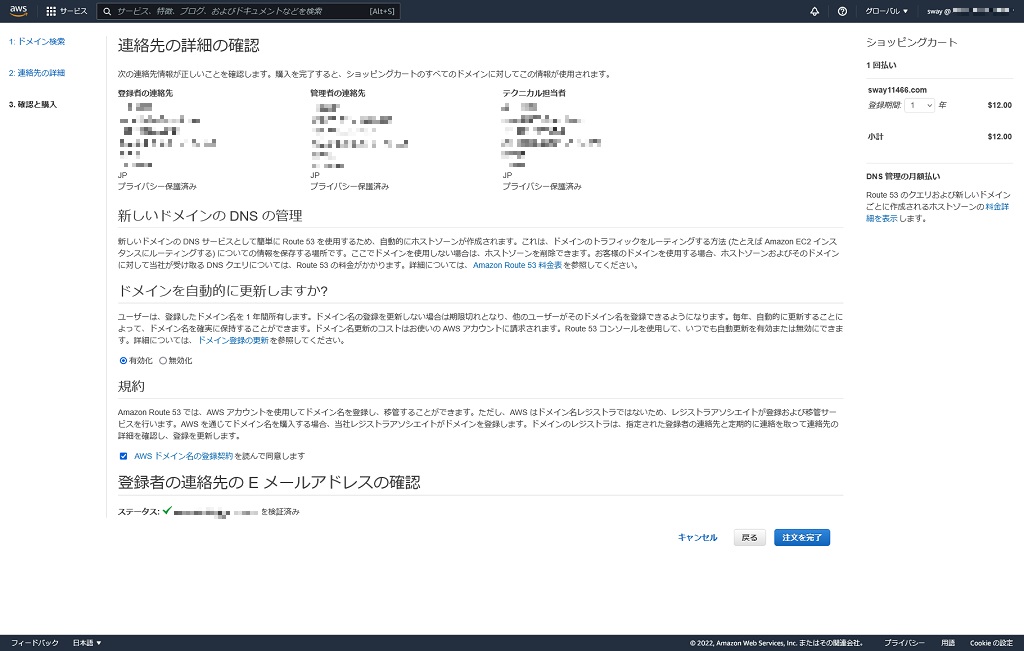 aws
サービス
サービス、特徴、ブログ、およびドキュメントなどを検索
[Alt+S]
グローバル ▼
sway @
1: ドメイン検索
2: 連絡先の詳細
3. 確認と購入
連絡先の詳細の確認
次の連絡先情報が正しいことを確認します。購入を完了すると、ショッピングカートのすべてのドメインに対してこの情報が使用されます。
登録者の連絡先
JP
プライバシー保護済み
管理者の連絡先
JP
プライバシー保護済み
テクニカル担当者
JP
プライバシー保護済み
新しいドメインの DNS の管理
新しいドメインの DNS サービスとして簡単に Route 53 を使用するため、自動的にホストゾーンが作成されます。これは、ドメインのトラフィックをルーティングする方法 (たとえば Amazon EC2 インス
タンスにルーティングする) についての情報を保存する場所です。ここでドメインを使用しない場合は、ホストゾーンを削除できます。お客様のドメインを使用する場合、ホストゾーンおよびそのドメイン
に対して当社が受け取る DNS クエリについては、Route 53 の料金がかかります。詳細については、 Amazon Route 53 料金表 を参照してください。
ドメインを自動的に更新しますか?
ユーザーは、登録したドメイン名を 1 年間所有します。ドメイン名の登録を更新しない場合は期限切れとなり、他のユーザーがそのドメイン名を登録できるようになります。毎年、自動的に更新することに
よって、ドメイン名を確実に保持することができます。ドメイン名更新のコストはお使いの AWS アカウントに請求されます。Route 53 コンソールを使用して、いつでも自動更新を有効または無効にできま
す。詳細については、 ドメイン登録の更新 を参照してください。
有効化 無効化
規約
Amazon Route 53 では、AWS アカウントを使用してドメイン名を登録し、移管することができます。ただし、AWS はドメイン名レジストラではないため、レジストラアソシエイトが登録および移管サー
ビスを行います。AWS を通じてドメイン名を購入する場合、当社レジストラアソシエイトがドメインを登録します。ドメインのレジストラは、指定された登録者の連絡先と定期的に連絡を取って連絡先の
詳細を確認し、登録を更新します。
AWS ドメイン名の登録契約 を読んで同意します
登録者の連絡先の E メールアドレスの確認
ステータス: を検証済み
キャンセル
戻る
注文を完了
ショッピングカート
1 回払い
sway11466.com
登録期間: 1 年 $12.00
小計 $12.00
DNS 管理の月額払い
Route 53 のクエリおよび新しいドメイン
ごとに作成されるホストゾーンの 料金詳
細を表示 します。
フィードバック
日本語 ▼
© 2022, Amazon Web Services, Inc. またはその関連会社。
プライバシー
用語
Cookie の設定